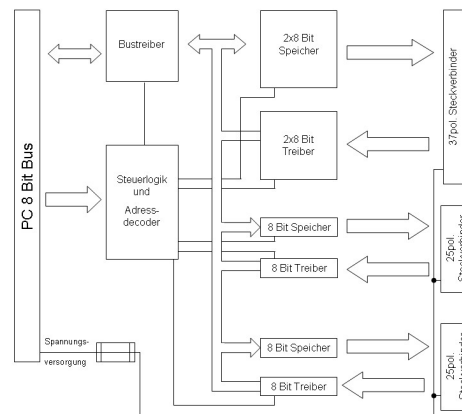 PC 8 Bit Bus
Bustreiber
2x8 Bit
Speicher
37pol. Steckverbinder
2x8 Bit
Treiber
Steuerlogik
und
Adress-
decoder
8 Bit Speicher
25pol.
8 Bit Treiber
Spannungs-
versorgung
8 Bit Speicher
25pol.
8 Bit Treiber